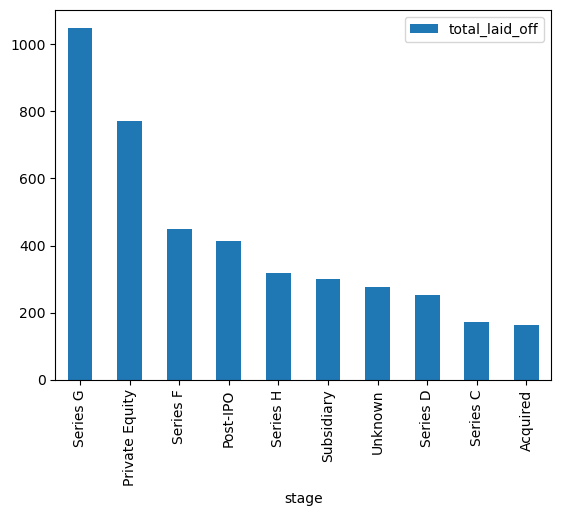 total_laid_off
1000
800
600
400
200
0
Series G
Private Equity
Series F
Post-IPO
Series H
Subsidiary
Unknown
Series D
Series C
Acquired
stage